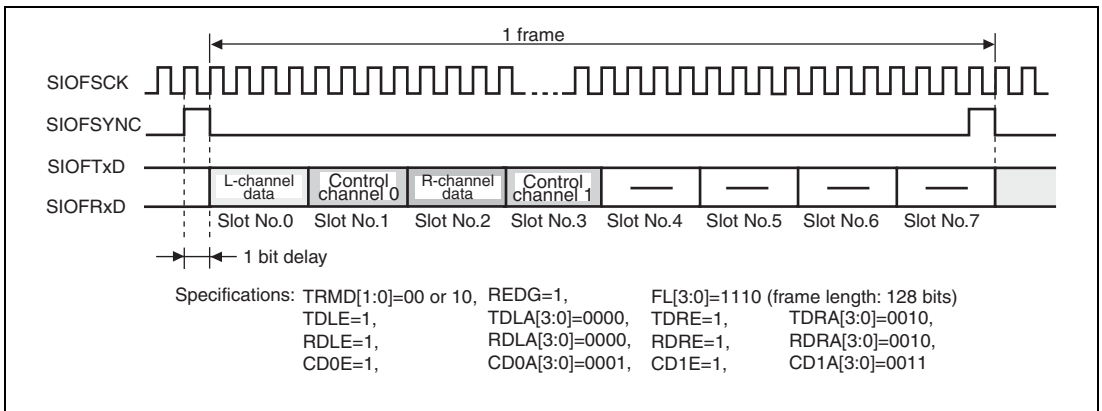 1 frame
SIOFSCK
SIOFSYNC
SIOFTxD
SIOFRxD
L-channel data
Control channel 0
R-channel data
Control channel 1
Slot No.0 Slot No.1 Slot No.2 Slot No.3 Slot No.4 Slot No.5 Slot No.6 Slot No.7
1 bit delay
Specifications: TRMD[1:0]=00 or 10, REDG=1, FL[3:0]=1110 (frame length: 128 bits)
TDLE=1, TDLA[3:0]=0000, TDRE=1, TDRA[3:0]=0010,
RDLE=1, RDLA[3:0]=0000, RDRE=1, RDRA[3:0]=0010,
CD0E=1, CD0A[3:0]=0001, CD1E=1, CD1A[3:0]=0011